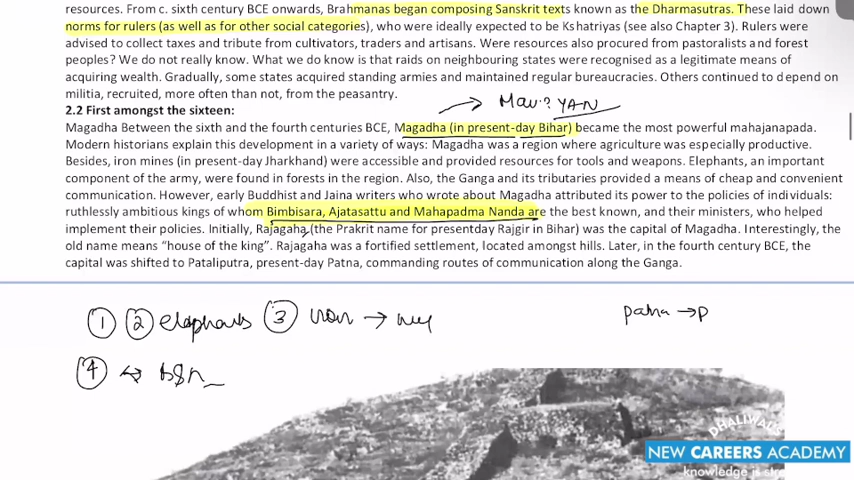 resources. From c. sixth century BCE onwards, Brahmanas began composing Sanskrit texts known as the Dharmasutras. These laid down
norms for rulers (as well as for other social categories), who were ideally expected to be Kshatriyas (see also Chapter 3). Rulers were
advised to collect taxes and tribute from cultivators, traders and artisans. Were resources also procured from pastoralists and forest
peoples? We do not really know. What we do know is that raids on neighbouring states were recognised as a legitimate means of
acquiring wealth. Gradually, some states acquired standing armies and maintained regular bureaucracies. Others continued to depend on
militia, recruited, more often than not, from the peasantry.
2.2 First amongst the sixteen:
YAN
Magadha Between the sixth and the fourth centuries BCE, Magadha (in present-day Bihar) became the most powerful mahajanapada.
Modern historians explain this development in a variety of ways: Magadha was a region where agriculture was especially productive.
Besides, iron mines (in present-day Jharkhand) were accessible and provided resources for tools and weapons. Elephants, an important
component of the army, were found in forests in the region. Also, the Ganga and its tributaries provided a means of cheap and convenient
communication. However, early Buddhist and Jaina writers who wrote about Magadha attributed its power to the policies of individuals:
ruthlessly ambitious kings of whom Bimbisara, Ajatasattu and Mahapadma Nanda are the best known, and their ministers, who helped
implement their policies. Initially, Rajagaha (the Prakrit name for presentday Rajgir in Bihar) was the capital of Magadha. Interestingly, the
old name means "house of the king". Rajagaha was a fortified settlement, located amongst hills. Later, in the fourth century BCE, the
capital was shifted to Pataliputra, present-day Patna, commanding routes of communication along the Ganga.
1 2 elephants 3 iron → patna → P
4
DHALIWAL
NEW CAREERS ACADEMY
knowledge is